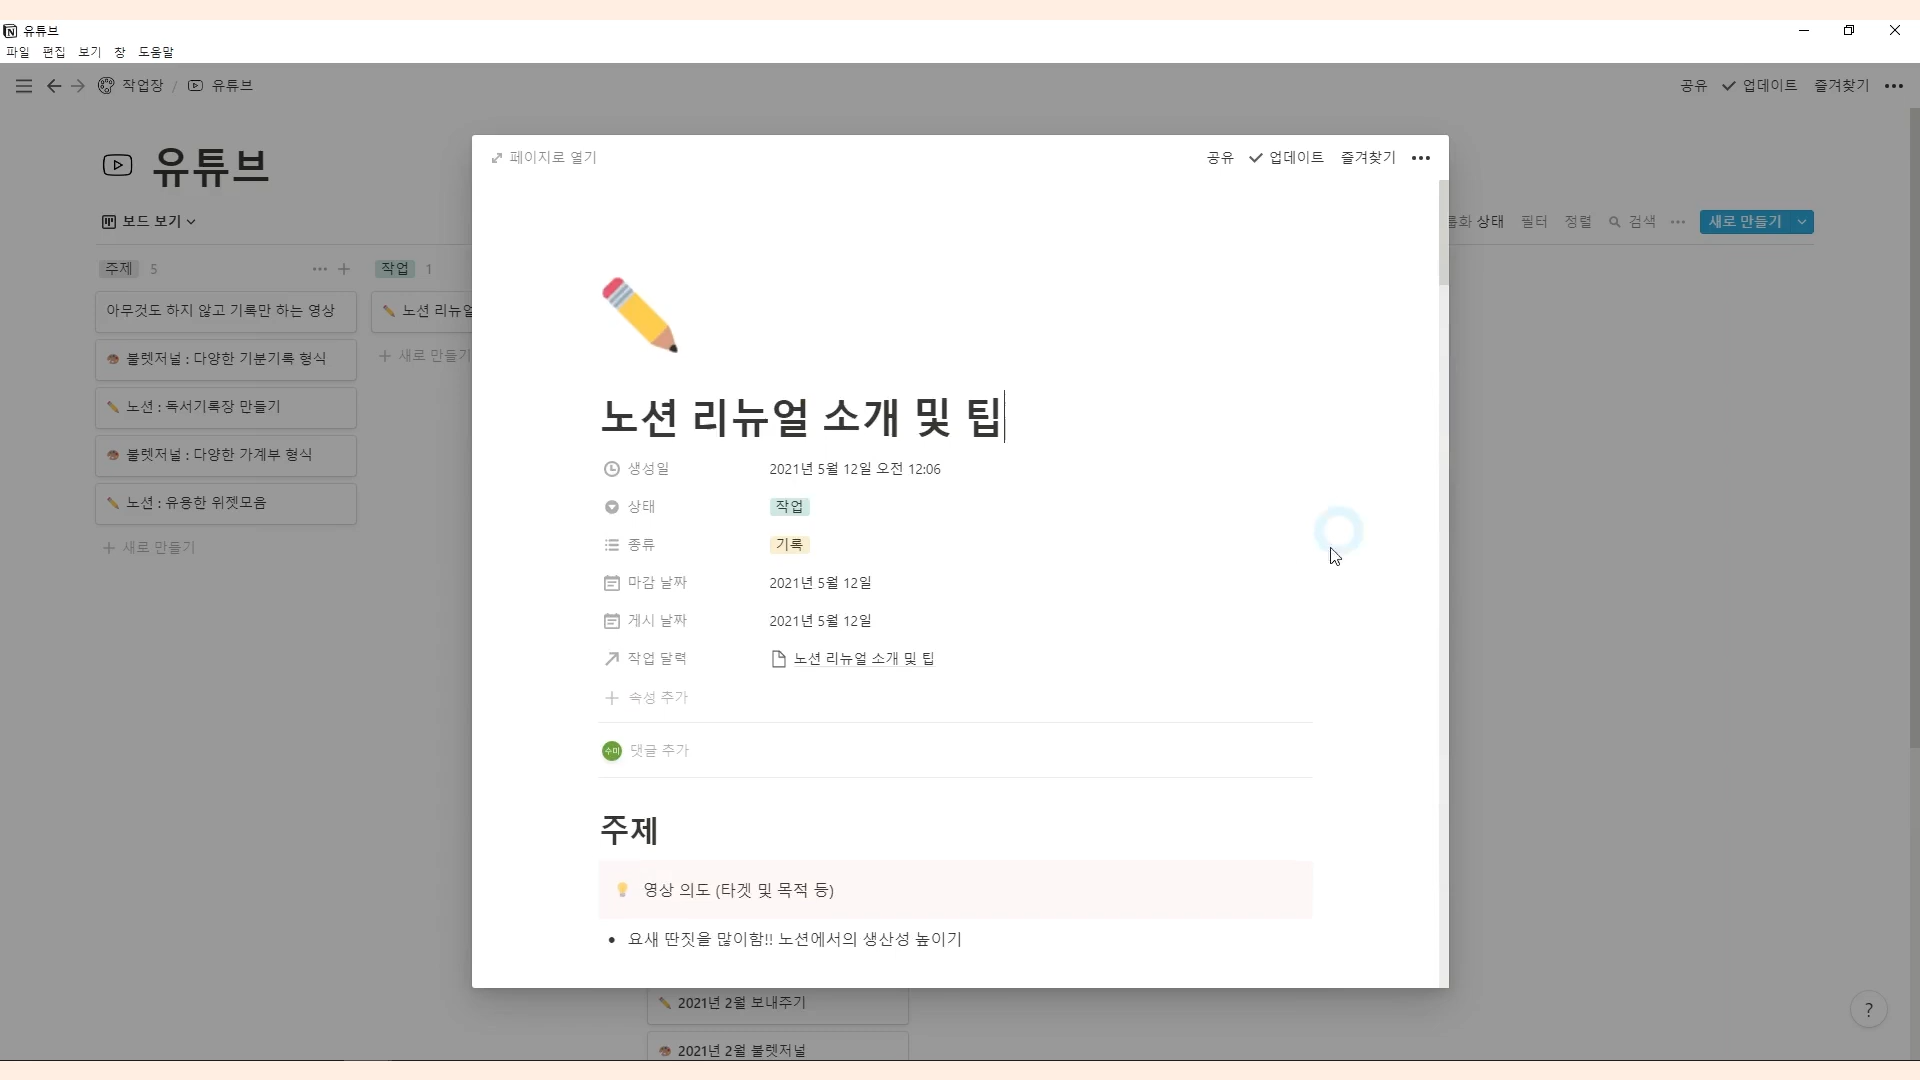 유튜브
파일 편집 보기 창 도움말
작업장 / 유튜브
공유 업데이트 즐겨찾기
유튜브
보드 보기
상태 필터 정렬 검색 새로 만들기
주제 5
작업 1
아무것도 하지 않고 기록만 하는 영상
불렛저널 : 다양한 기분기록 형식
노션 : 독서기록장 만들기
불렛저널 : 다양한 가계부 형식
노션 : 유용한 위젯모음
새로 만들기
노션 리뉴얼
새로 만들기
페이지로 열기
공유 업데이트 즐겨찾기
노션 리뉴얼 소개 및 팁
생성일 2021년 5월 12일 오전 12:06
상태 작업
종류 기록
마감 날짜 2021년 5월 12일
게시 날짜 2021년 5월 12일
작업 달력 노션 리뉴얼 소개 및 팁
속성 추가
수미 댓글 추가
주제
영상 의도 (타겟 및 목적 등)
• 요새 딴짓을 많이함!! 노션에서의 생산성 높이기
2021년 2월 보내주기
2021년 2월 불렛저널
?